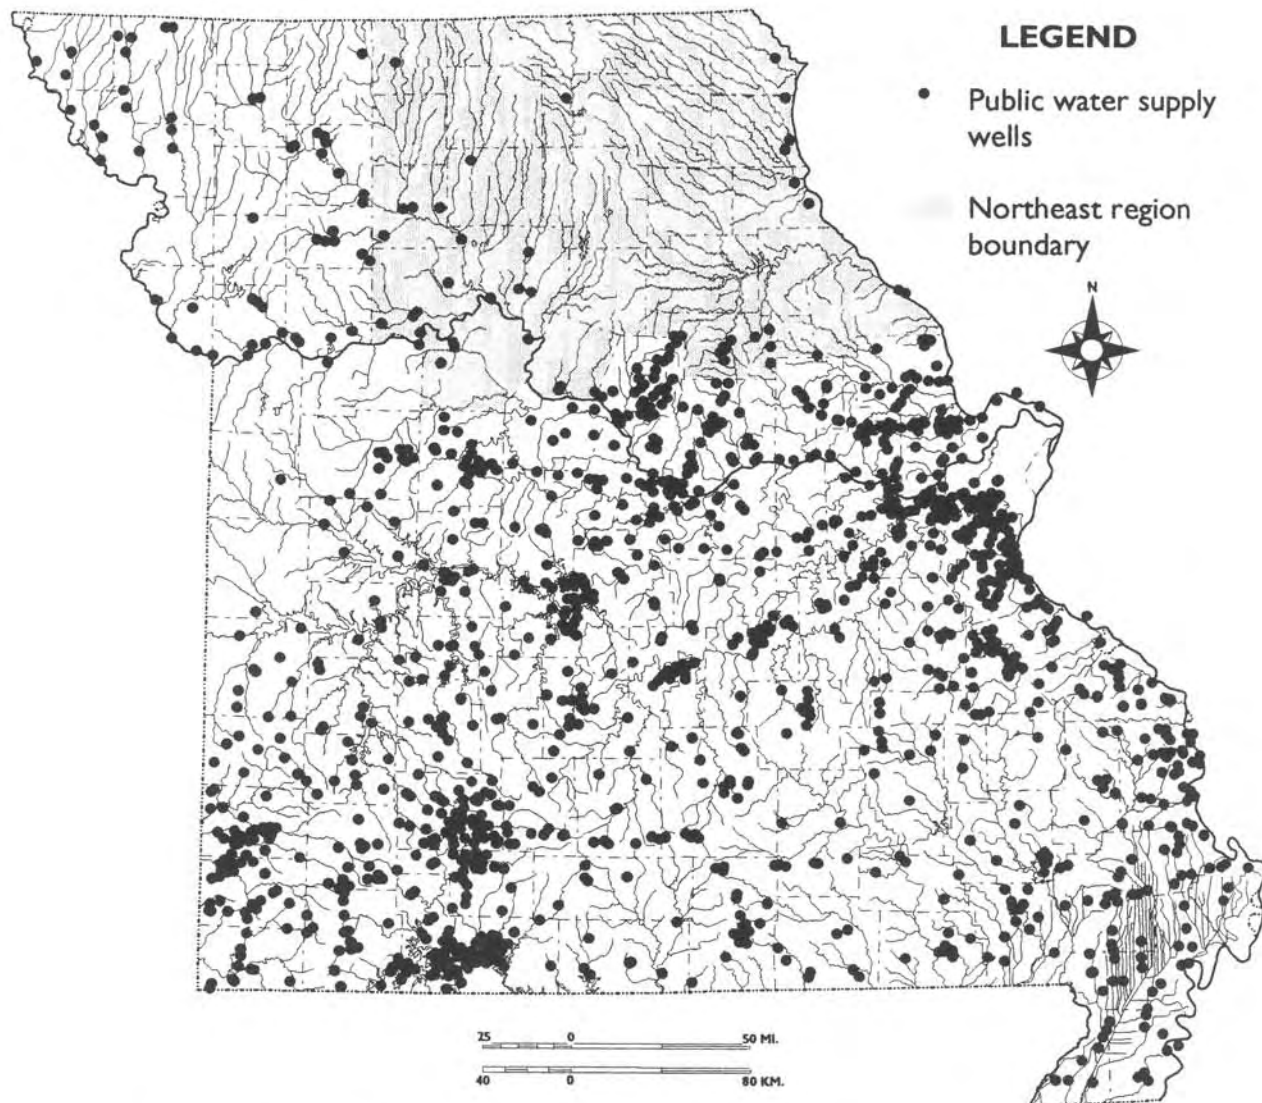 LEGEND
Public water supply
wells
Northeast region
boundary
N
25 0 50 MI.
40 0 80 KM.